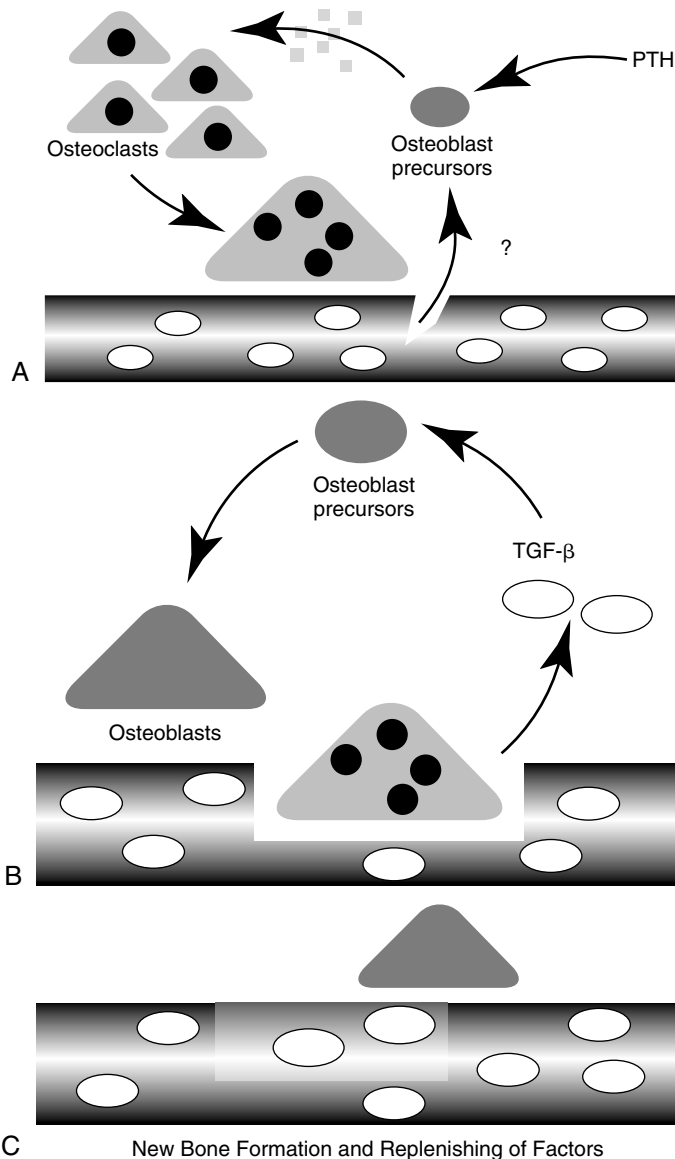 PTH
Osteoblast
precursors
Osteoclasts
?
A
Osteoblast
precursors
TGF-β
Osteoblasts
B
C
New Bone Formation and Replenishing of Factors